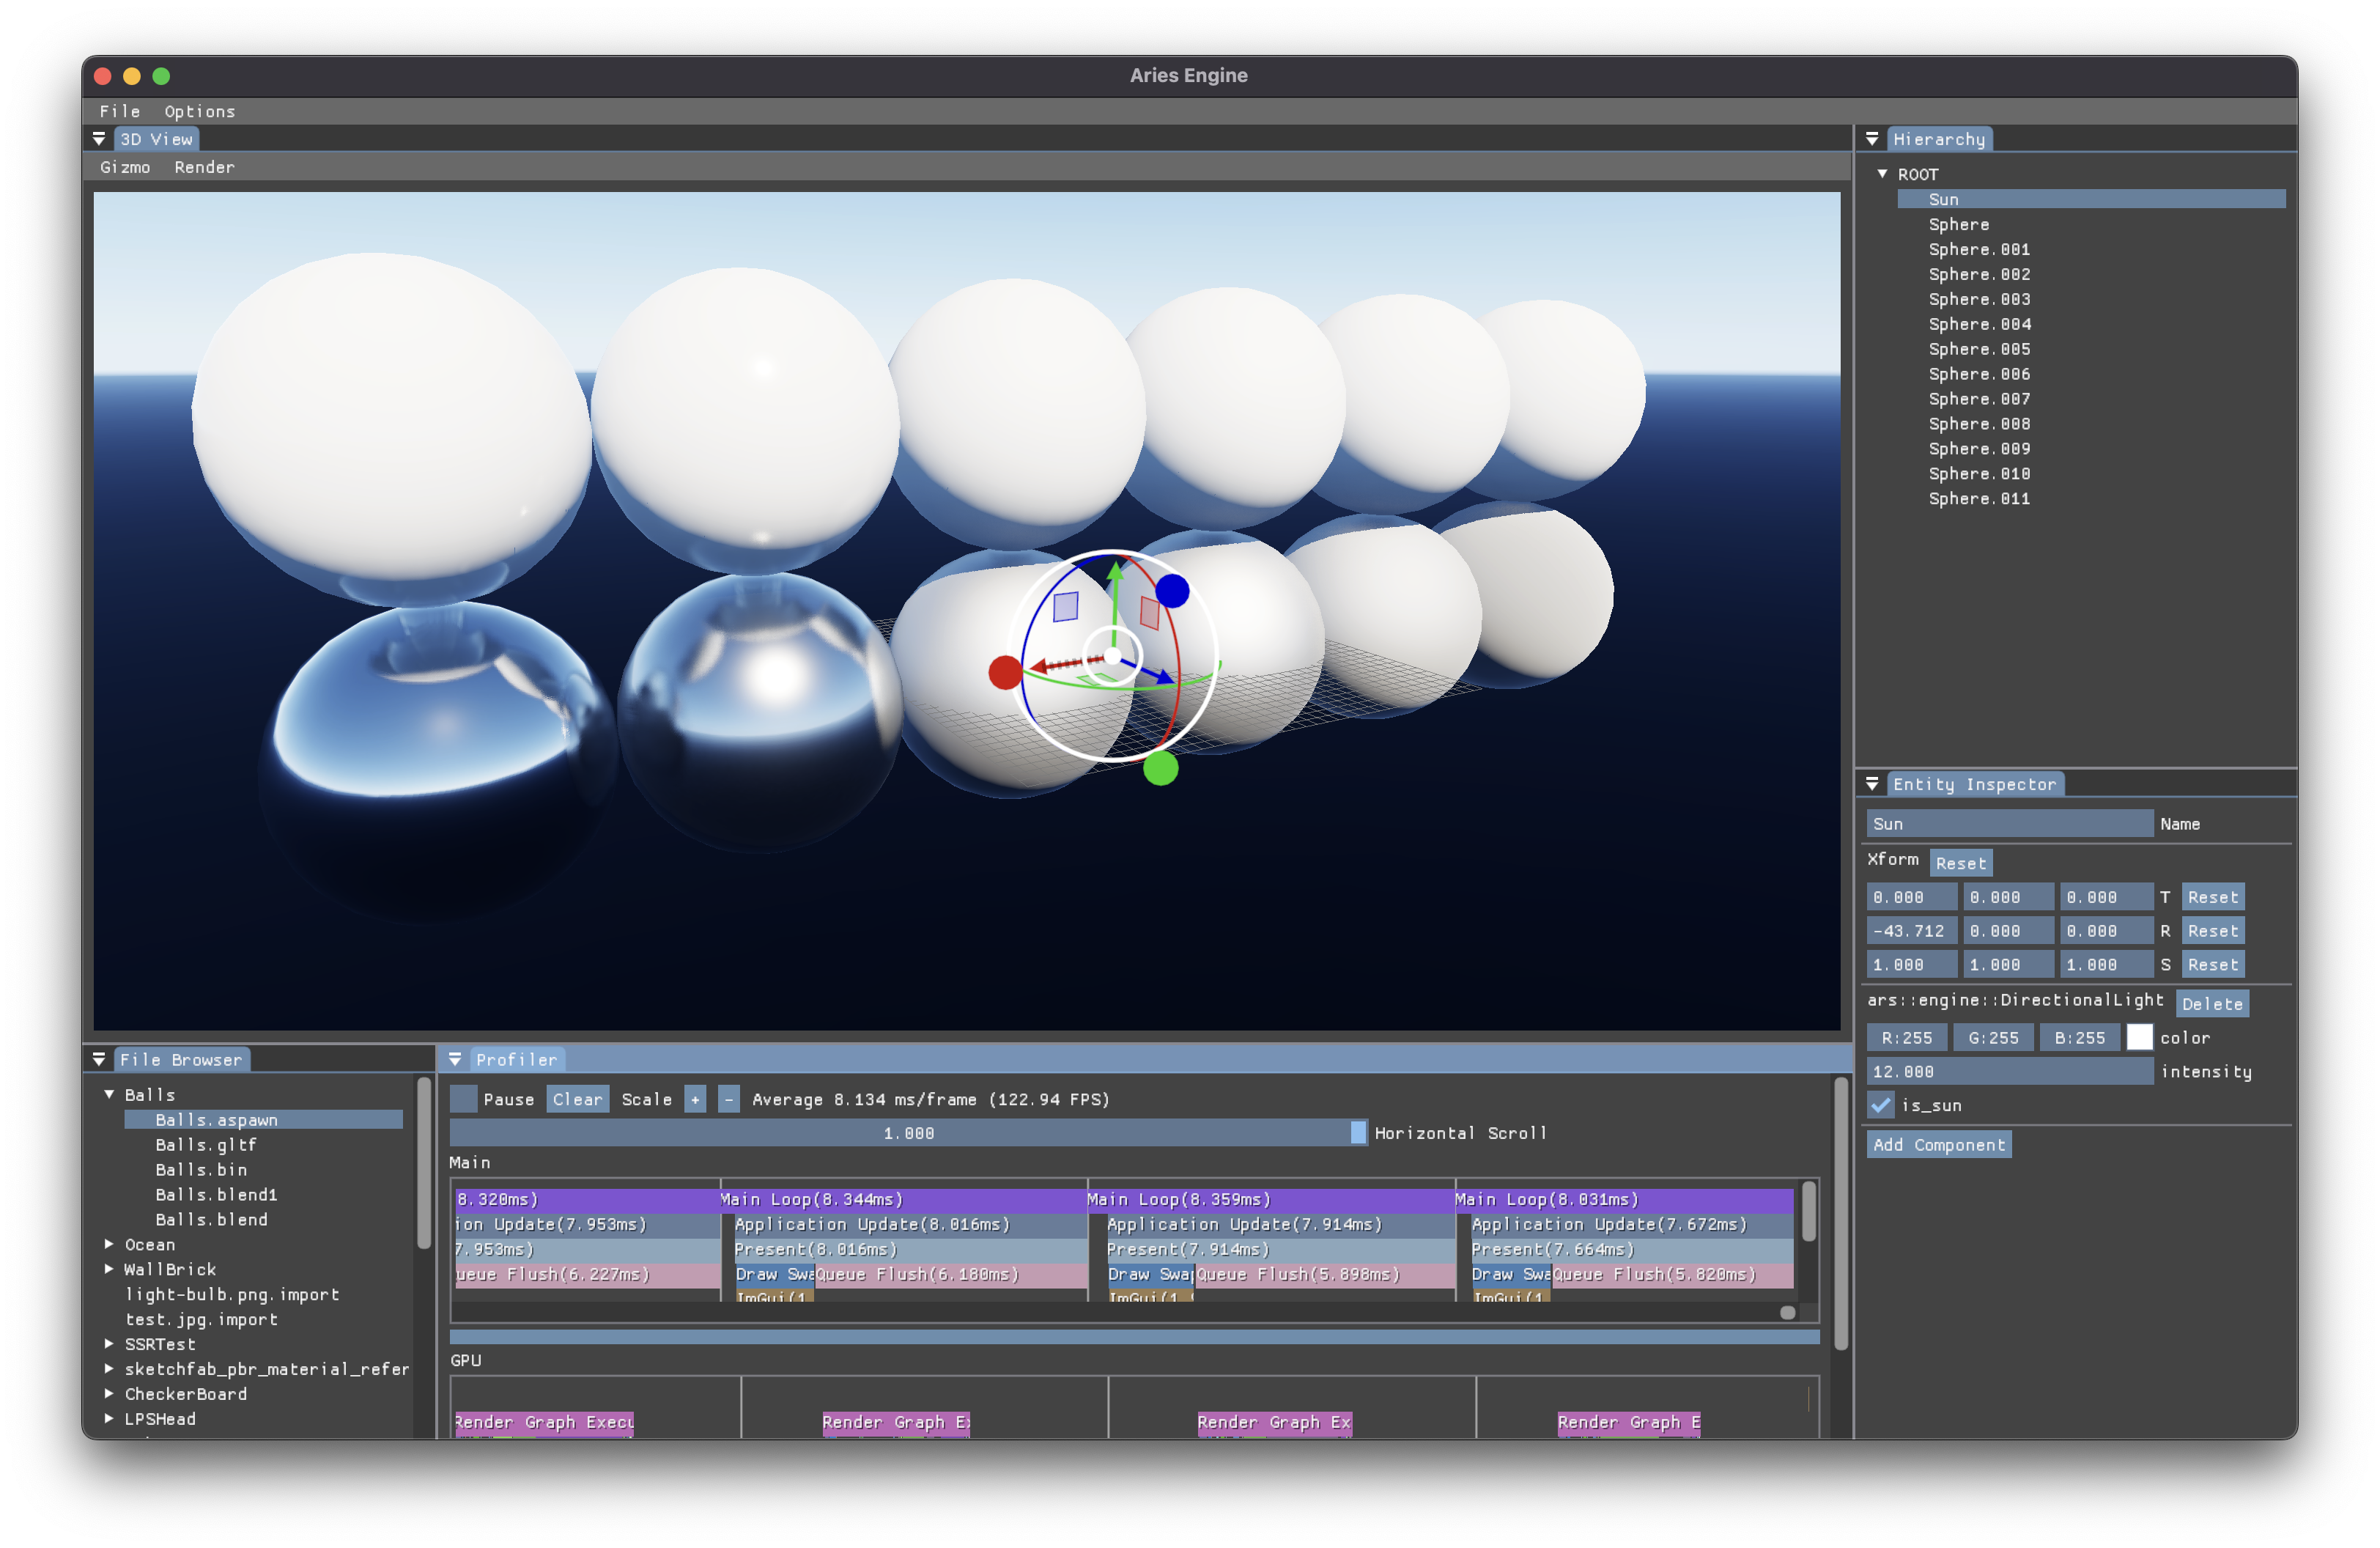 Aries Engine
File Options
3D View
Gizmo Render
Hierarchy
ROOT
Sun
Sphere
Sphere.001
Sphere.002
Sphere.003
Sphere.004
Sphere.005
Sphere.006
Sphere.007
Sphere.008
Sphere.009
Sphere.010
Sphere.011
Entity Inspector
Sun Name
Xform Reset
0.000 0.000 0.000 T Reset
-43.712 0.000 0.000 R Reset
1.000 1.000 1.000 S Reset
ars::engine::DirectionalLight Delete
R:255 G:255 B:255 color
12.000 intensity
is_sun
Add Component
File Browser
Balls
Balls.aspawn
Balls.gltf
Balls.bin
Balls.blend1
Balls.blend
Ocean
WallBrick
light-bulb.png.import
test.jpg.import
SSRTest
sketchfab_pbr_material_refer
CheckerBoard
LPSHead
Profiler
Pause Clear Scale + - Average 8.134 ms/frame (122.94 FPS)
1.000 Horizontal Scroll
Main
8.320ms) Main Loop(8.344ms) Main Loop(8.359ms) Main Loop(8.031ms)
ion Update(7.953ms) Application Update(8.016ms) Application Update(7.914ms) Application Update(7.672ms)
7.953ms) Present(8.016ms) Present(7.914ms) Present(7.664ms)
ueue Flush(6.227ms) Draw Swa Queue Flush(6.180ms) Draw Swa Queue Flush(5.898ms) Draw Swa Queue Flush(5.820ms)
ImGui(1 ImGui(1 ImGui(1
GPU
Render Graph Execu Render Graph E Render Graph Ex Render Graph E